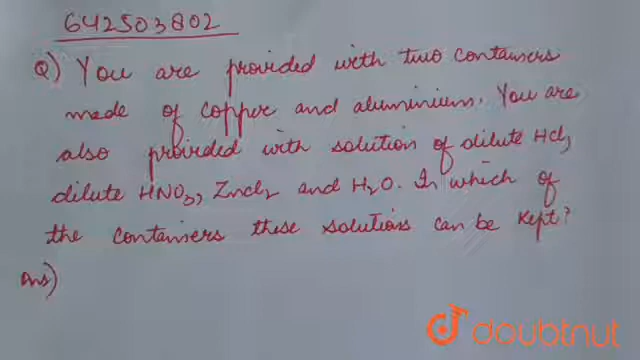 642503802
Q) You are provided with two containers
made of copper and aluminium. You are
also provided with solution of dilute HCl,
dilute HNO3, ZnCl2 and H2O. In which of
the containers these solutions can be kept?
Ans)
doubtnut